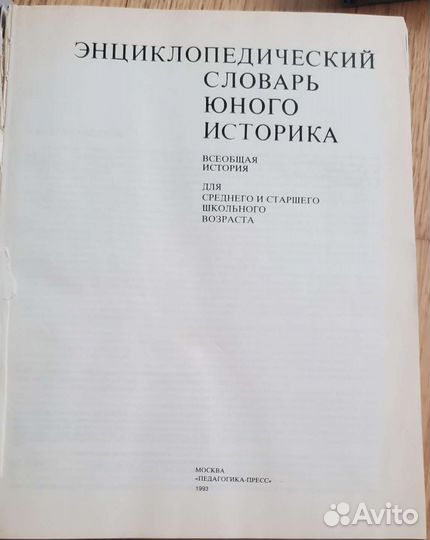 ЭНЦИКЛОПЕДИЧЕСКИЙ
СЛОВАРЬ
ЮНОГО
ИСТОРИКА
ВСЕОБЩАЯ
ИСТОРИЯ
ДЛЯ
СРЕДНЕГО И СТАРШЕГО
ШКОЛЬНОГО
ВОЗРАСТА
МОСКВА
«ПЕДАГОГИКА-ПРЕСС»
1993
Avito